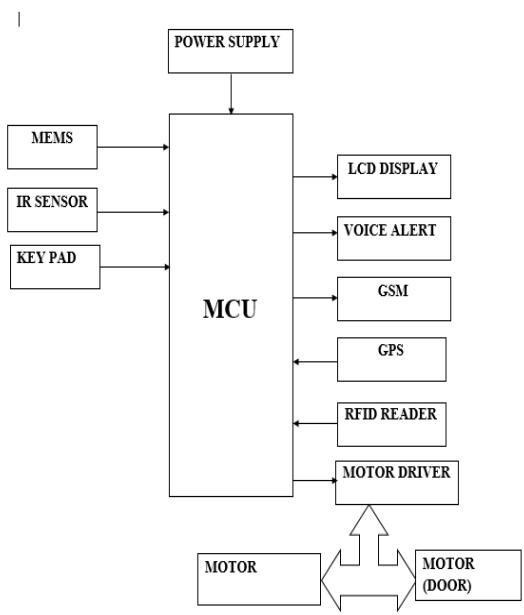 POWER SUPPLY
MEMS
IR SENSOR
KEY PAD
MCU
LCD DISPLAY
VOICE ALERT
GSM
GPS
RFID READER
MOTOR DRIVER
MOTOR
MOTOR
(DOOR)